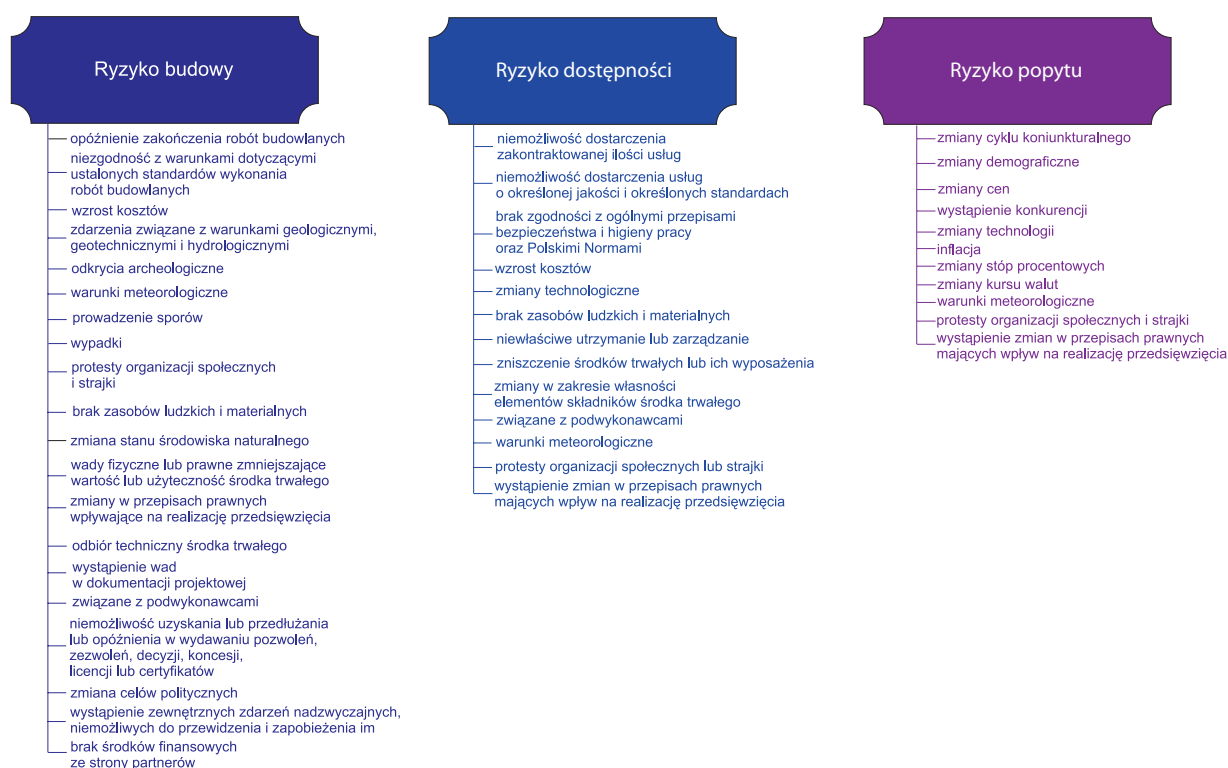 Ryzyko budowy
opóźnienie zakończenia robót budowlanych
niezgodność z warunkami dotyczącymi
ustalonych standardów wykonania
robót budowlanych
wzrost kosztów
zdarzenia związane z warunkami geologicznymi,
geotechnicznymi i hydrologicznymi
odkrycia archeologiczne
warunki meteorologiczne
prowadzenie sporów
wypadki
protesty organizacji społecznych
i strajki
brak zasobów ludzkich i materialnych
zmiana stanu środowiska naturalnego
wady fizyczne lub prawne zmniejszające
wartość lub użyteczność środka trwałego
zmiany w przepisach prawnych
wpływające na realizację przedsięwzięcia
odbiór techniczny środka trwałego
wystąpienie wad
w dokumentacji projektowej
związane z podwykonawcami
niemożliwość uzyskania lub przedłużania
lub opóźnienia w wydawaniu pozwoleń,
zezwoleń, decyzji, koncesji,
licencji lub certyfikatów
zmiana celów politycznych
wystąpienie zewnętrznych zdarzeń nadzwyczajnych,
niemożliwych do przewidzenia i zapobieżenia im
brak środków finansowych
ze strony partnerów
Ryzyko dostępności
niemożliwość dostarczenia
zakontraktowanej ilości usług
niemożliwość dostarczenia usług
o określonej jakości i określonych standardach
brak zgodności z ogólnymi przepisami
bezpieczeństwa i higieny pracy
oraz Polskimi Normami
wzrost kosztów
zmiany technologiczne
brak zasobów ludzkich i materialnych
niewłaściwe utrzymanie lub zarządzanie
zniszczenie środków trwałych lub ich wyposażenia
zmiany w zakresie własności
elementów składników środka trwałego
związane z podwykonawcami
warunki meteorologiczne
protesty organizacji społecznych lub strajki
wystąpienie zmian w przepisach prawnych
mających wpływ na realizację przedsięwzięcia
Ryzyko popytu
zmiany cyklu koniunkturalnego
zmiany demograficzne
zmiany cen
wystąpienie konkurencji
zmiany technologii
inflacja
zmiany stóp procentowych
zmiany kursu walut
warunki meteorologiczne
protesty organizacji społecznych i strajki
wystąpienie zmian w przepisach prawnych
mających wpływ na realizację przedsięwzięcia